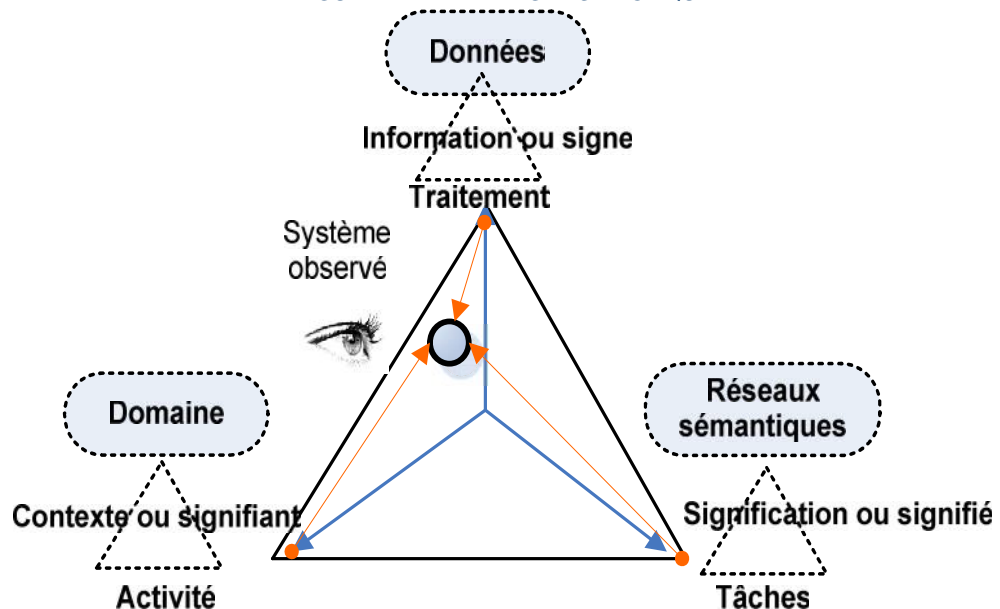 Données
Information ou signe
Traitement
Système
observé
Domaine
Réseaux
sémantiques
Contexte ou signifiant
Signification ou signifié
Activité
Tâches